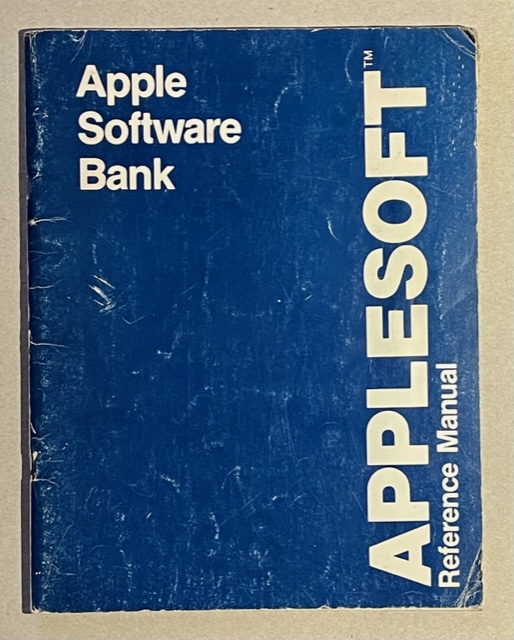 Apple
Software
Bank
APPLESOFT™
Reference Manual